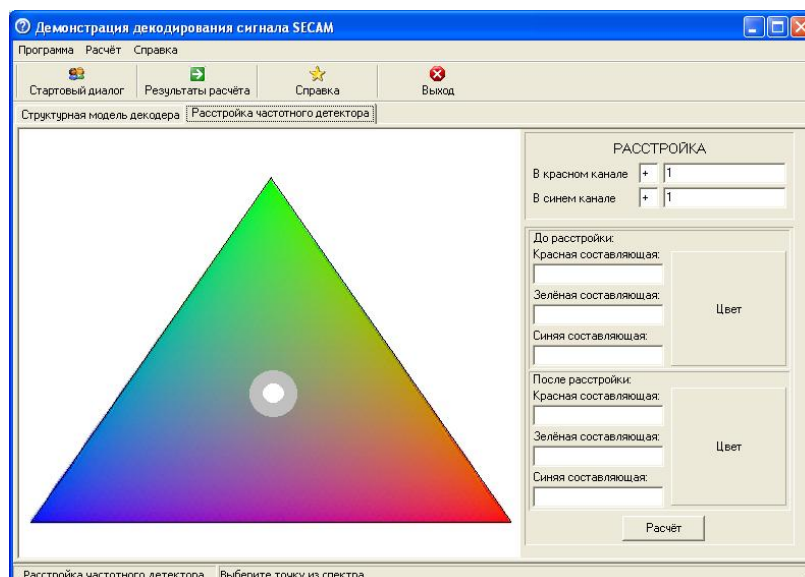 Демонстрация декодирования сигнала SECAM
Программа Расчёт Справка
Стартовый диалог Результаты расчёта Справка Выход
Структурная модель декодера Расстройка частотного детектора
РАССТРОЙКА
В красном канале + 1
В синем канале + 1
До расстройки:
Красная составляющая:
Зелёная составляющая:
Синяя составляющая:
Цвет
После расстройки:
Красная составляющая:
Зелёная составляющая:
Синяя составляющая:
Цвет
Расчёт
Расстройка частотного детектора Выберите точку из спектра